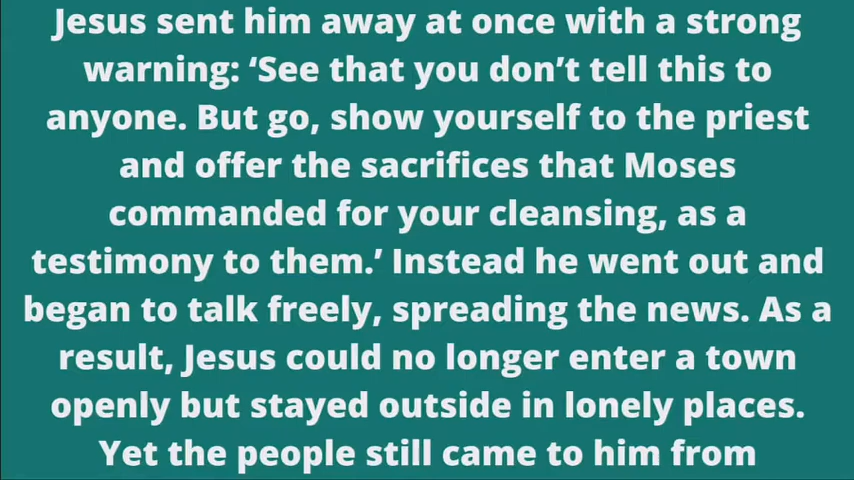 Jesus sent him away at once with a strong
warning: ‘See that you don’t tell this to
anyone. But go, show yourself to the priest
and offer the sacrifices that Moses
commanded for your cleansing, as a
testimony to them.’ Instead he went out and
began to talk freely, spreading the news. As a
result, Jesus could no longer enter a town
openly but stayed outside in lonely places.
Yet the people still came to him from